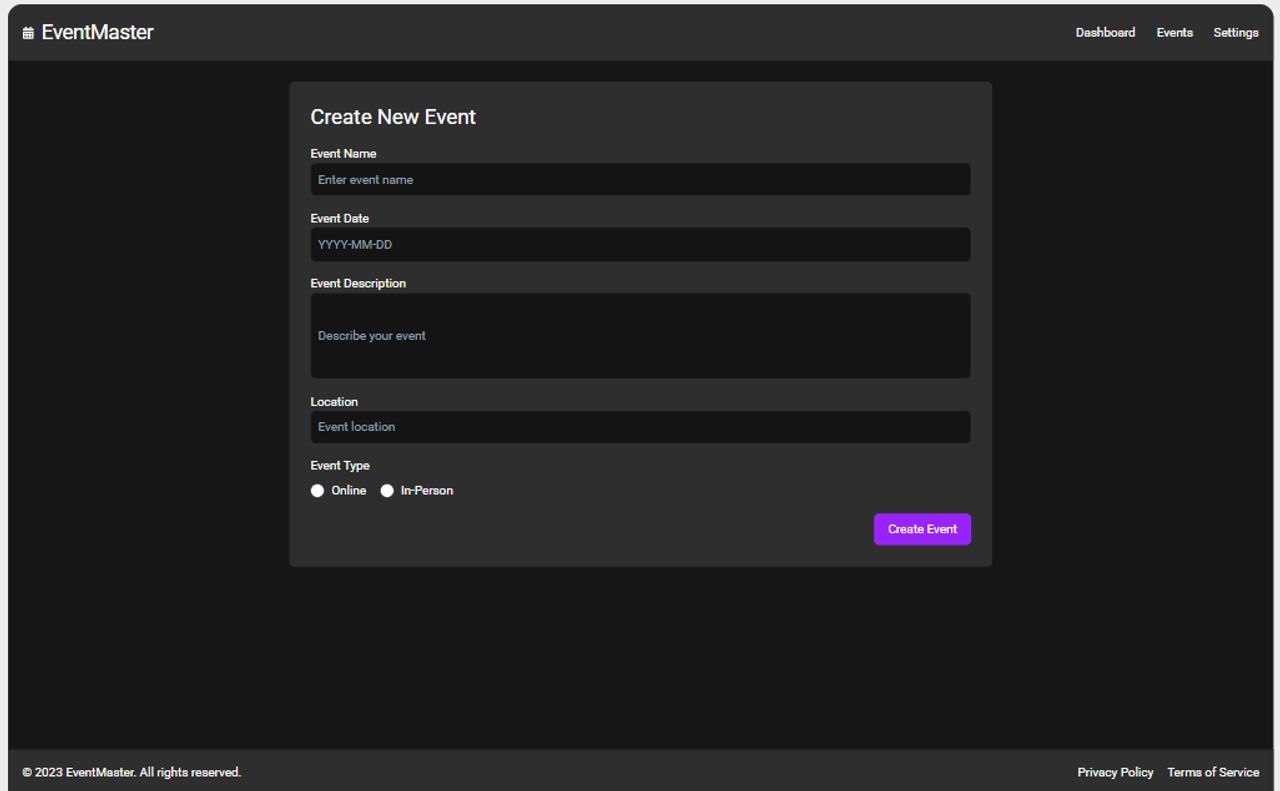 EventMaster
Dashboard Events Settings
Create New Event
Event Name
Enter event name
Event Date
YYYY-MM-DD
Event Description
Describe your event
Location
Event location
Event Type
Online In-Person
Create Event
© 2023 EventMaster. All rights reserved.
Privacy Policy Terms of Service